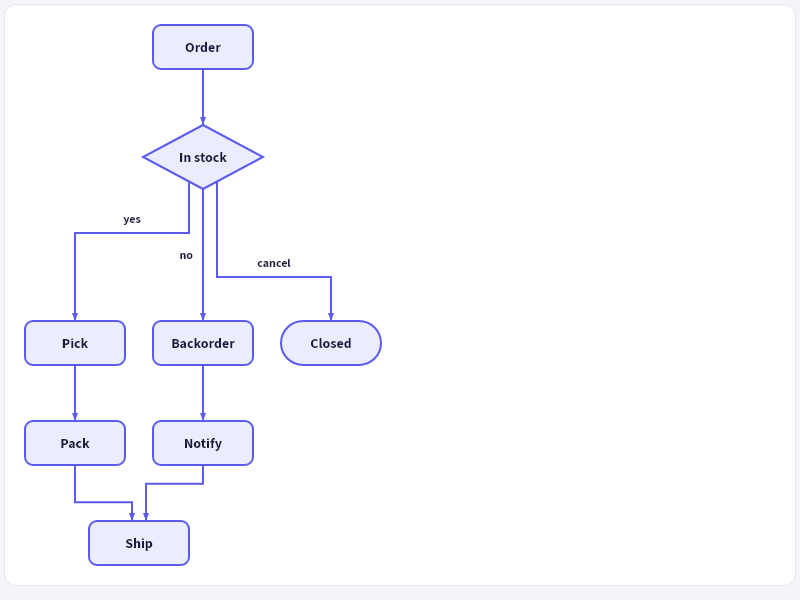 Order
In stock
yes
no
cancel
Pick
Backorder
Closed
Pack
Notify
Ship